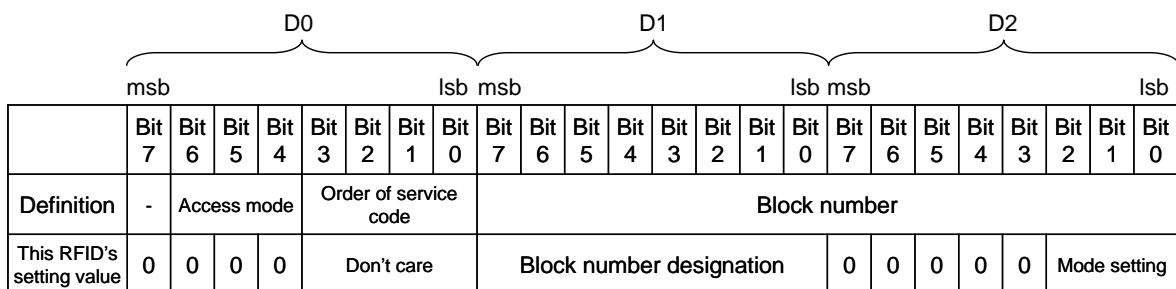 D0 D1 D2
msb lsb msb lsb msb lsb
Bit 7 Bit 6 Bit 5 Bit 4 Bit 3 Bit 2 Bit 1 Bit 0 Bit 7 Bit 6 Bit 5 Bit 4 Bit 3 Bit 2 Bit 1 Bit 0 Bit 7 Bit 6 Bit 5 Bit 4 Bit 3 Bit 2 Bit 1 Bit 0
Definition - Access mode Order of service code Block number
This RFID's setting value 0 0 0 0 Don't care Block number designation 0 0 0 0 0 Mode setting